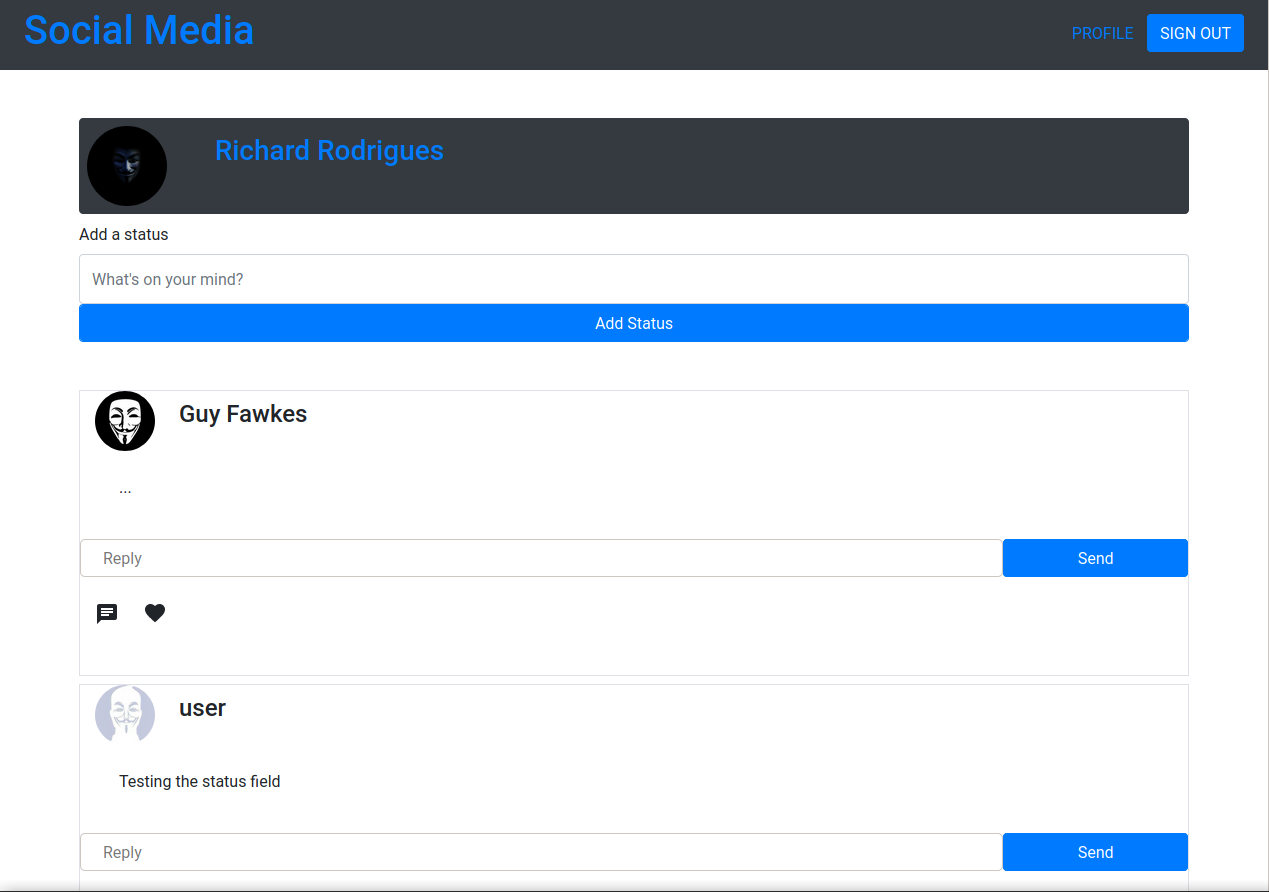 Social Media
PROFILE
SIGN OUT
Richard Rodrigues
Add a status
What's on your mind?
Add Status
Guy Fawkes
...
Reply
Send
user
Testing the status field
Reply
Send